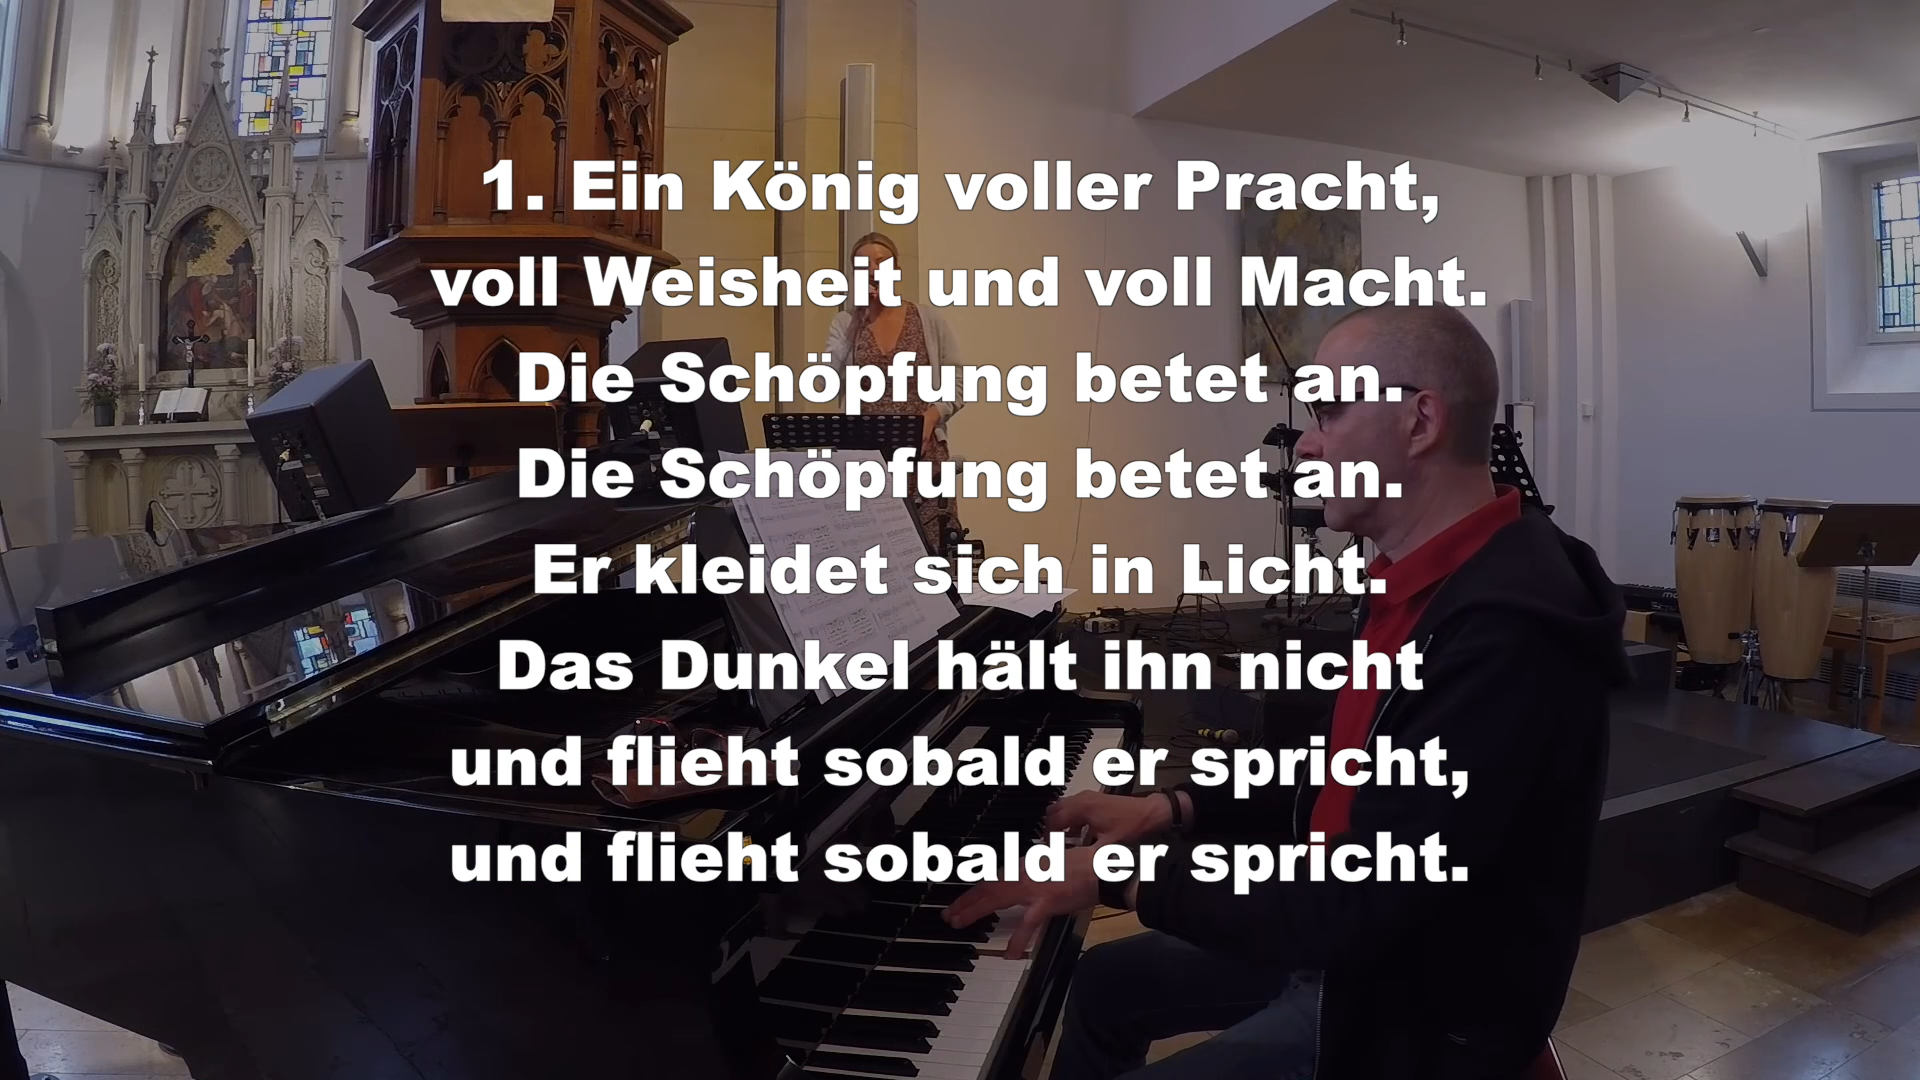 1. Ein König voller Pracht,
voll Weisheit und voll Macht.
Die Schöpfung betet an.
Die Schöpfung betet an.
Er kleidet sich in Licht.
Das Dunkel hält ihn nicht
und flieht sobald er spricht,
und flieht sobald er spricht.